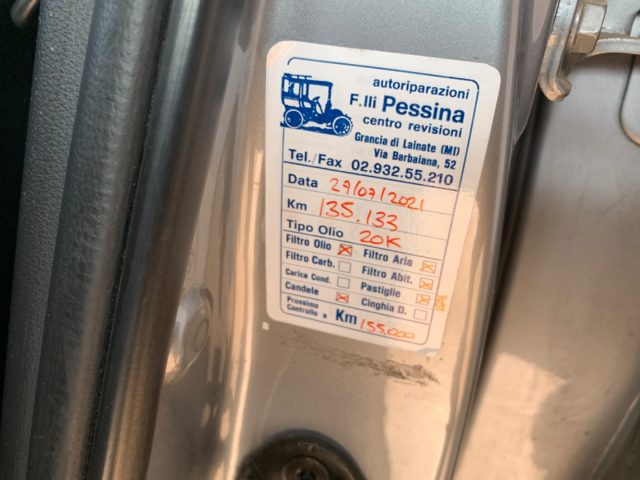 autoriparazioni
F.lli Pessina
centro revisioni
Grancia di Lainate (MI)
Via Barbaiana, 52
Tel./Fax 02.932.55.210
Data 29/07/2021
Km 135.133
Tipo Olio 20K
Filtro Olio Filtro Aria
Filtro Carb. Filtro Abit.
Carica Cond. Pastiglie
Candele Cinghia D.
Prossimo Controllo a Km 155.000